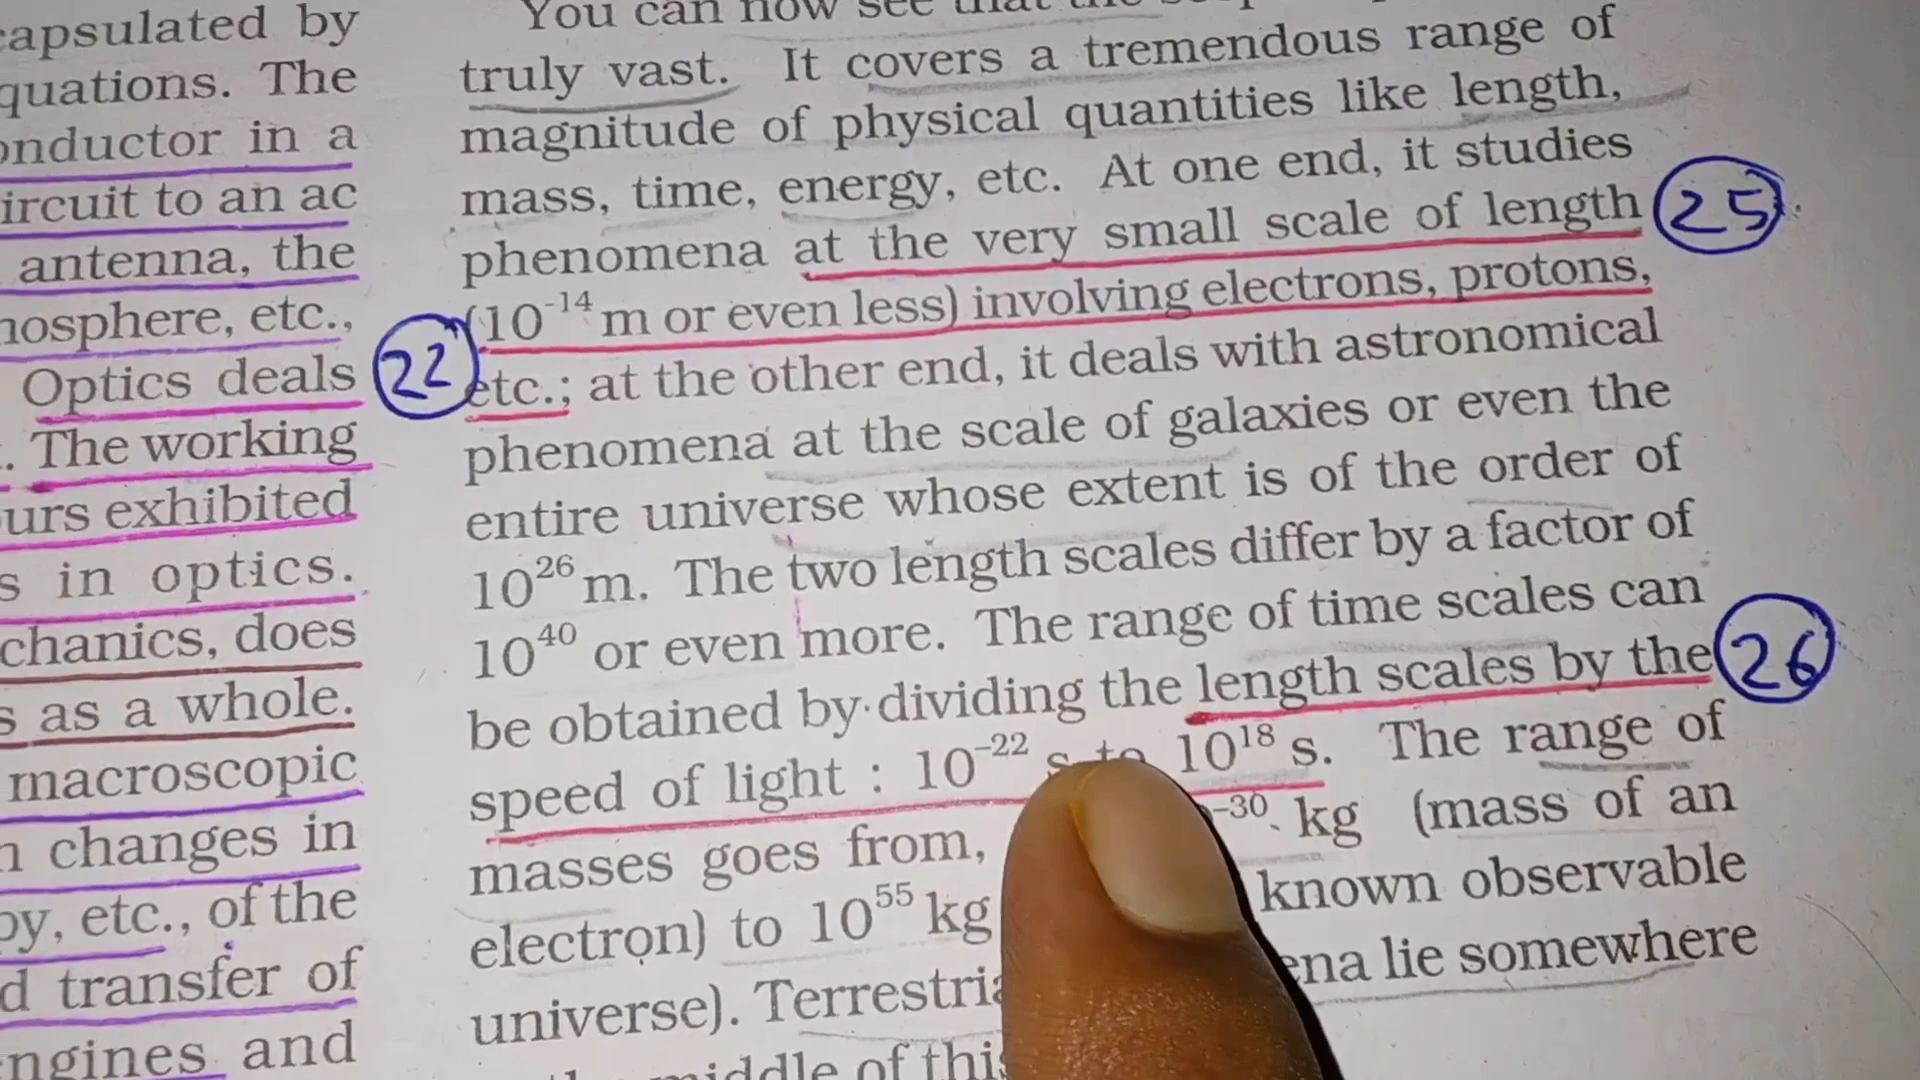 capsulated by
quations. The
onductor in a
ircuit to an ac
antenna, the
nosphere, etc.,
Optics deals
. The working
urs exhibited
s in optics.
chanics, does
s as a whole.
macroscopic
n changes in
py, etc., of the
d transfer of
ngines and
You can now see that the
truly vast. It covers a tremendous range of
magnitude of physical quantities like length,
mass, time, energy, etc. At one end, it studies
phenomena at the very small scale of length 25
(10⁻¹⁴ m or even less) involving electrons, protons,
22 etc.; at the other end, it deals with astronomical
phenomena at the scale of galaxies or even the
entire universe whose extent is of the order of
10²⁶ m. The two length scales differ by a factor of
10⁴⁰ or even more. The range of time scales can
be obtained by dividing the length scales by the 26
speed of light : 10⁻²² s to 10¹⁸ s. The range of
masses goes from, ⁻³⁰ kg (mass of an
electron) to 10⁵⁵ kg known observable
universe). Terrestria ena lie somewhere
middle of this